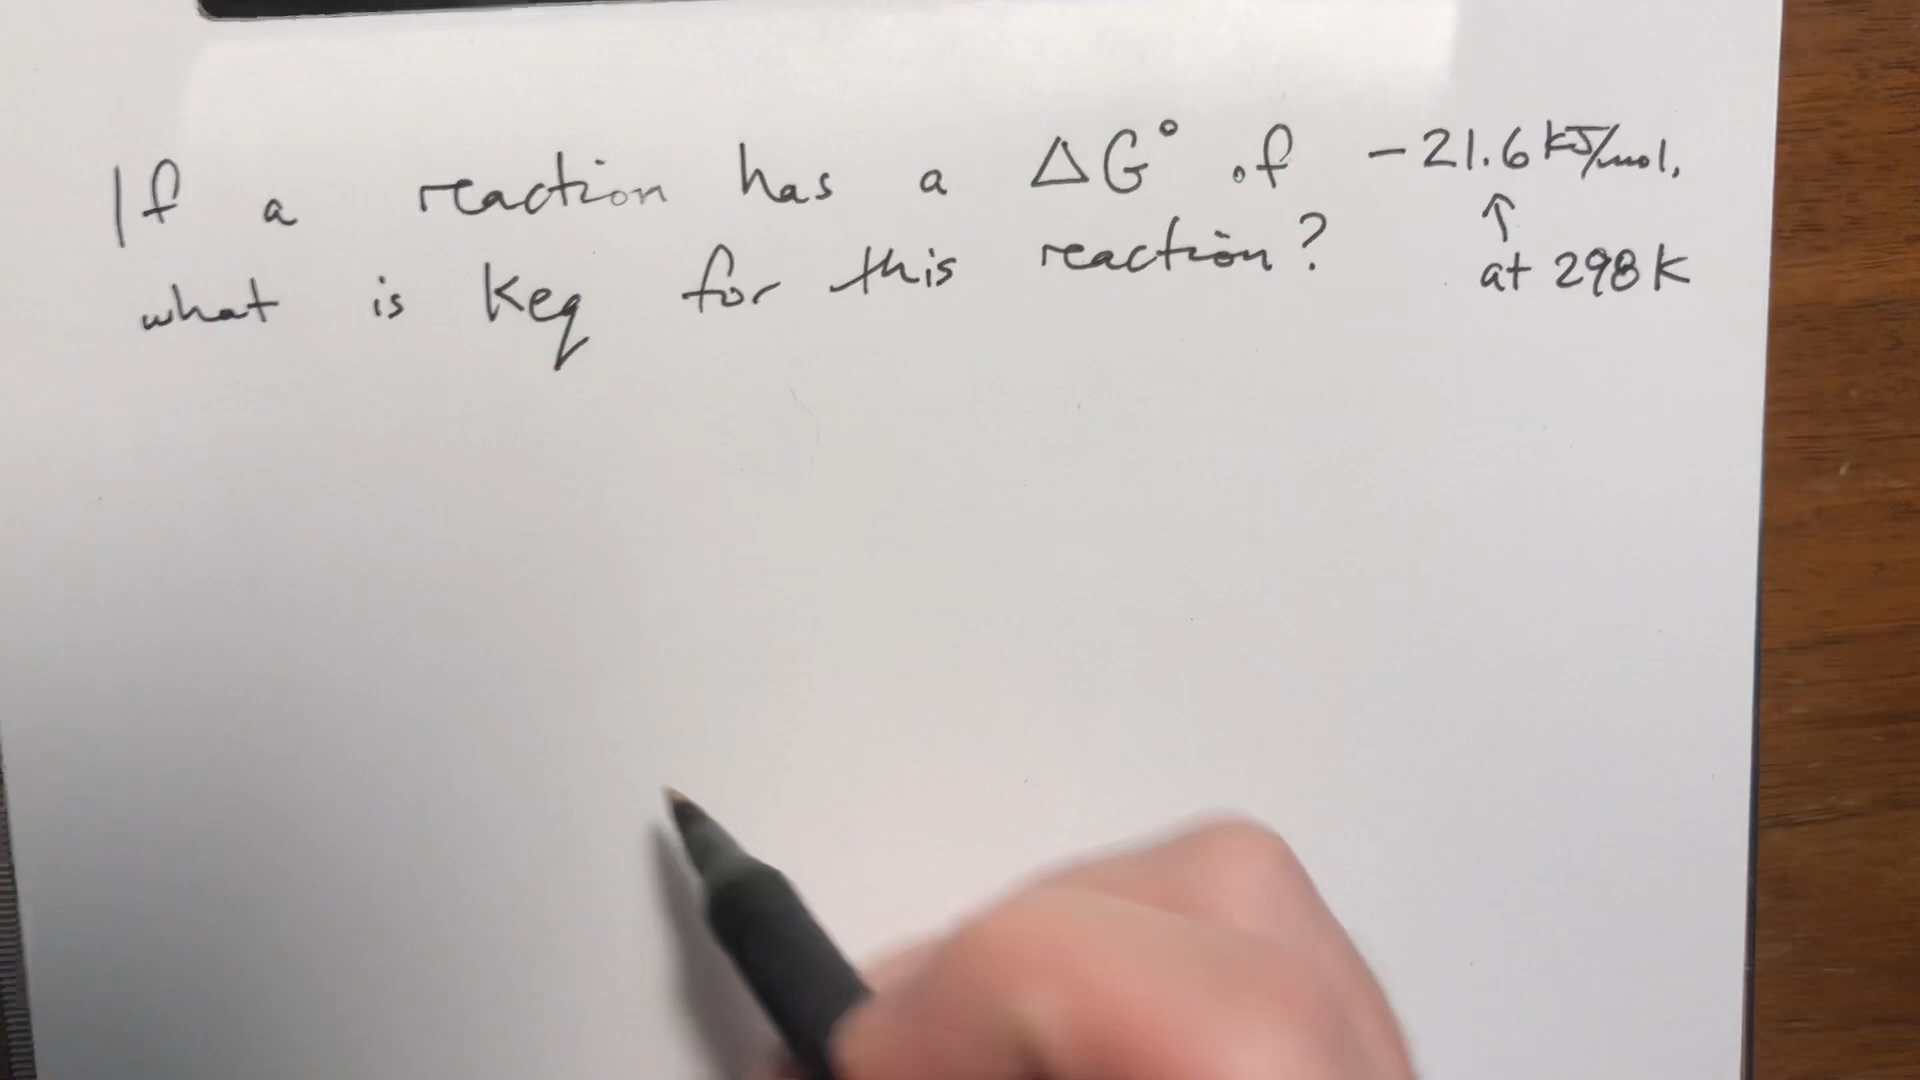 If a reaction has a ΔG° of -21.6 kJ/mol,
what is Keq for this reaction?
↑
at 298 K